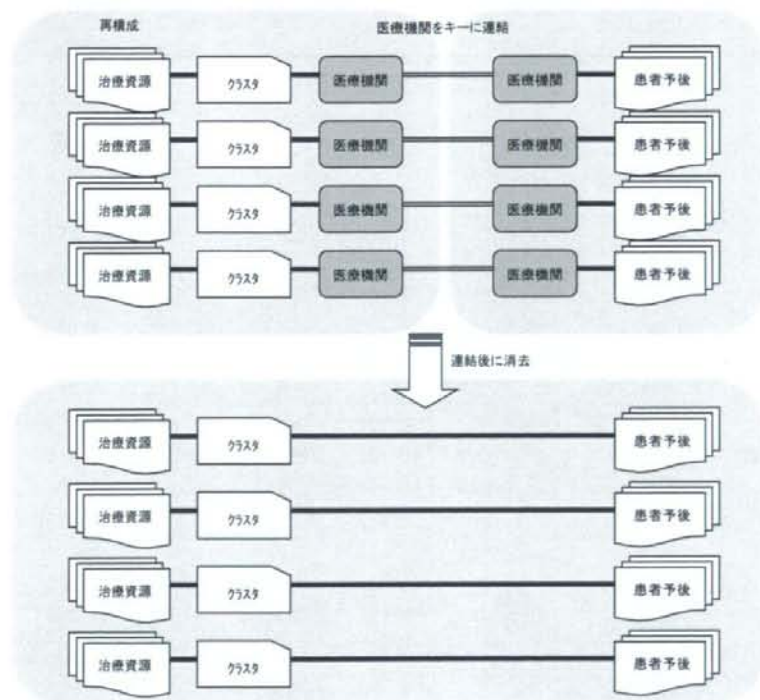 再構成
医療機関をキーに連結
治療資源 クラスタ 医療機関 医療機関 患者予後
治療資源 クラスタ 医療機関 医療機関 患者予後
治療資源 クラスタ 医療機関 医療機関 患者予後
治療資源 クラスタ 医療機関 医療機関 患者予後
連結後に消去
治療資源 クラスタ 患者予後
治療資源 クラスタ 患者予後
治療資源 クラスタ 患者予後
治療資源 クラスタ 患者予後